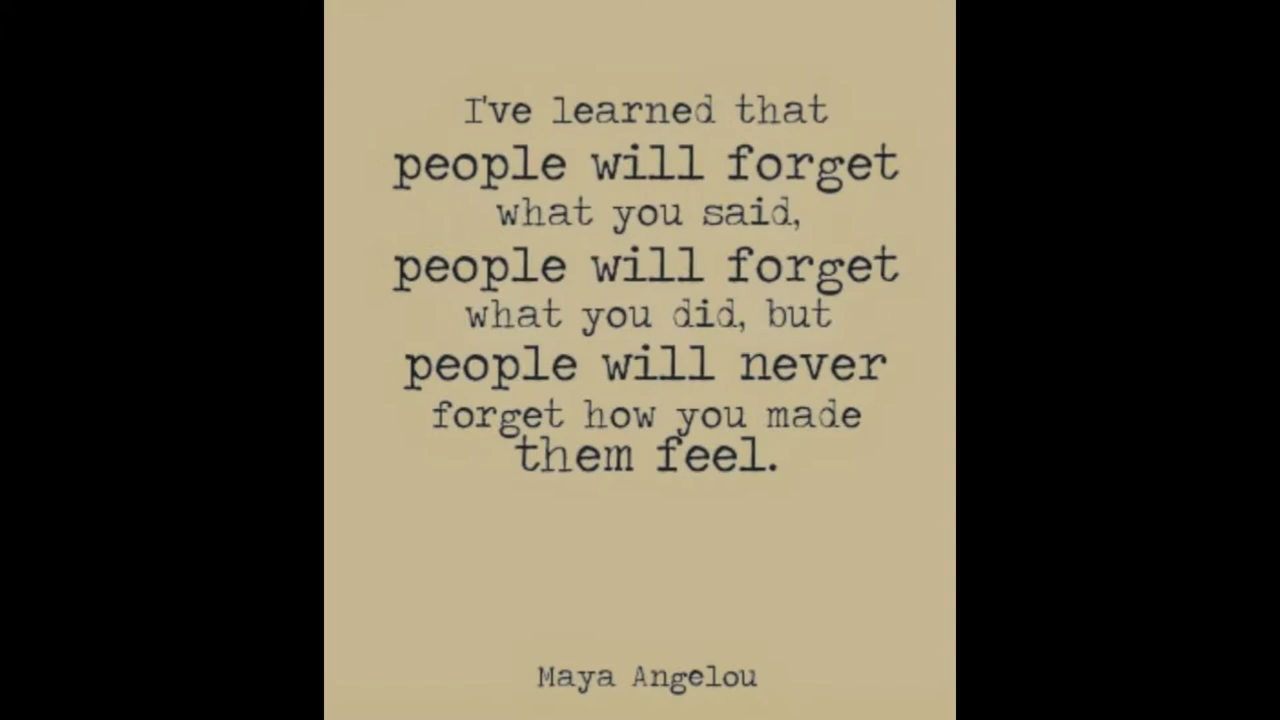 I've learned that
people will forget
what you said,
people will forget
what you did, but
people will never
forget how you made
them feel.
Maya Angelou